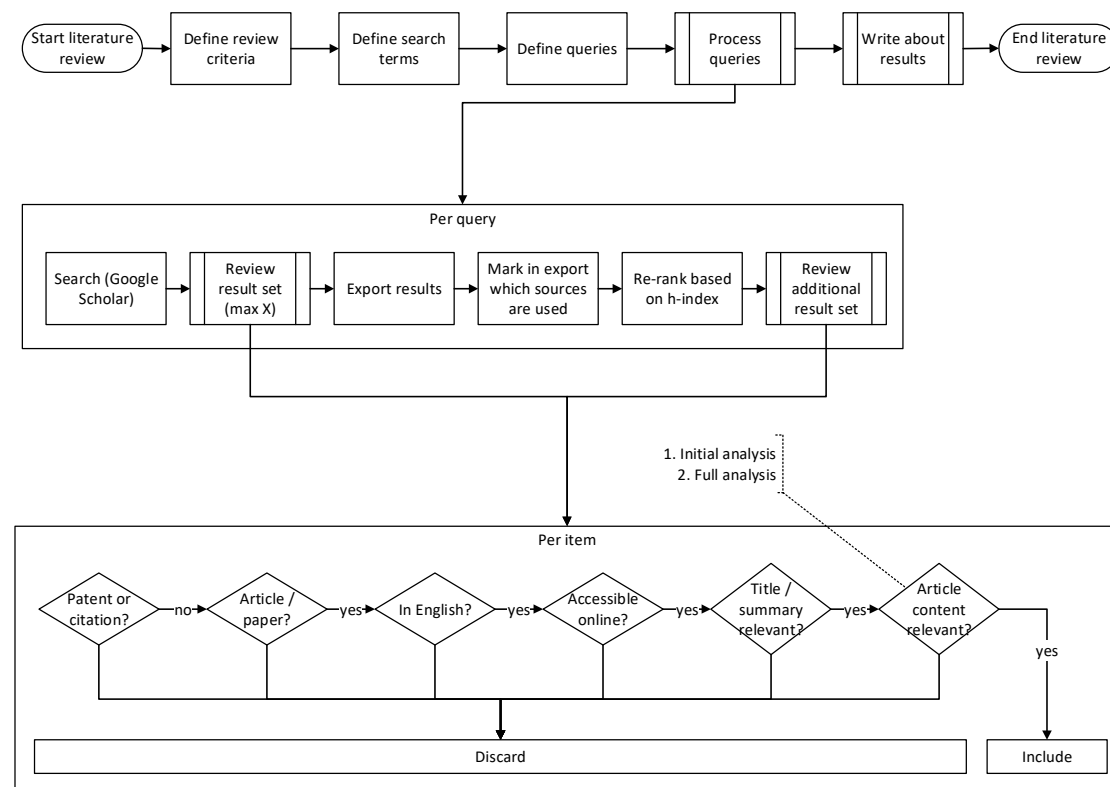 Start literature
review
Define review
criteria
Define search
terms
Define queries
Process
queries
Write about
results
End literature
review
Per query
Search (Google
Scholar)
Review
result set
(max X)
Export results
Mark in export
which sources
are used
Re-rank based
on h-index
Review
additional
result set
1. Initial analysis
2. Full analysis
Per item
Patent or
citation?
no
Article /
paper?
yes
In English?
yes
Accessible
online?
yes
Title /
summary
relevant?
yes
Article
content
relevant?
yes
Discard
Include